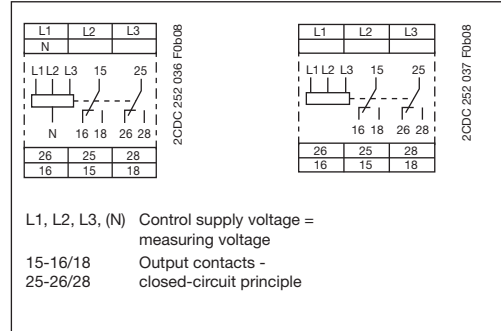 L1 L2 L3
N
L1 L2 L3 15 25
N 16 18 26 28
26 25 28
16 15 18
2CDC 252 036 F0b08
L1 L2 L3
L1 L2 L3 15 25
16 18 26 28
26 25 28
16 15 18
2CDC 252 037 F0b08
L1, L2, L3, (N) Control supply voltage =
measuring voltage
15-16/18 Output contacts -
25-26/28 closed-circuit principle